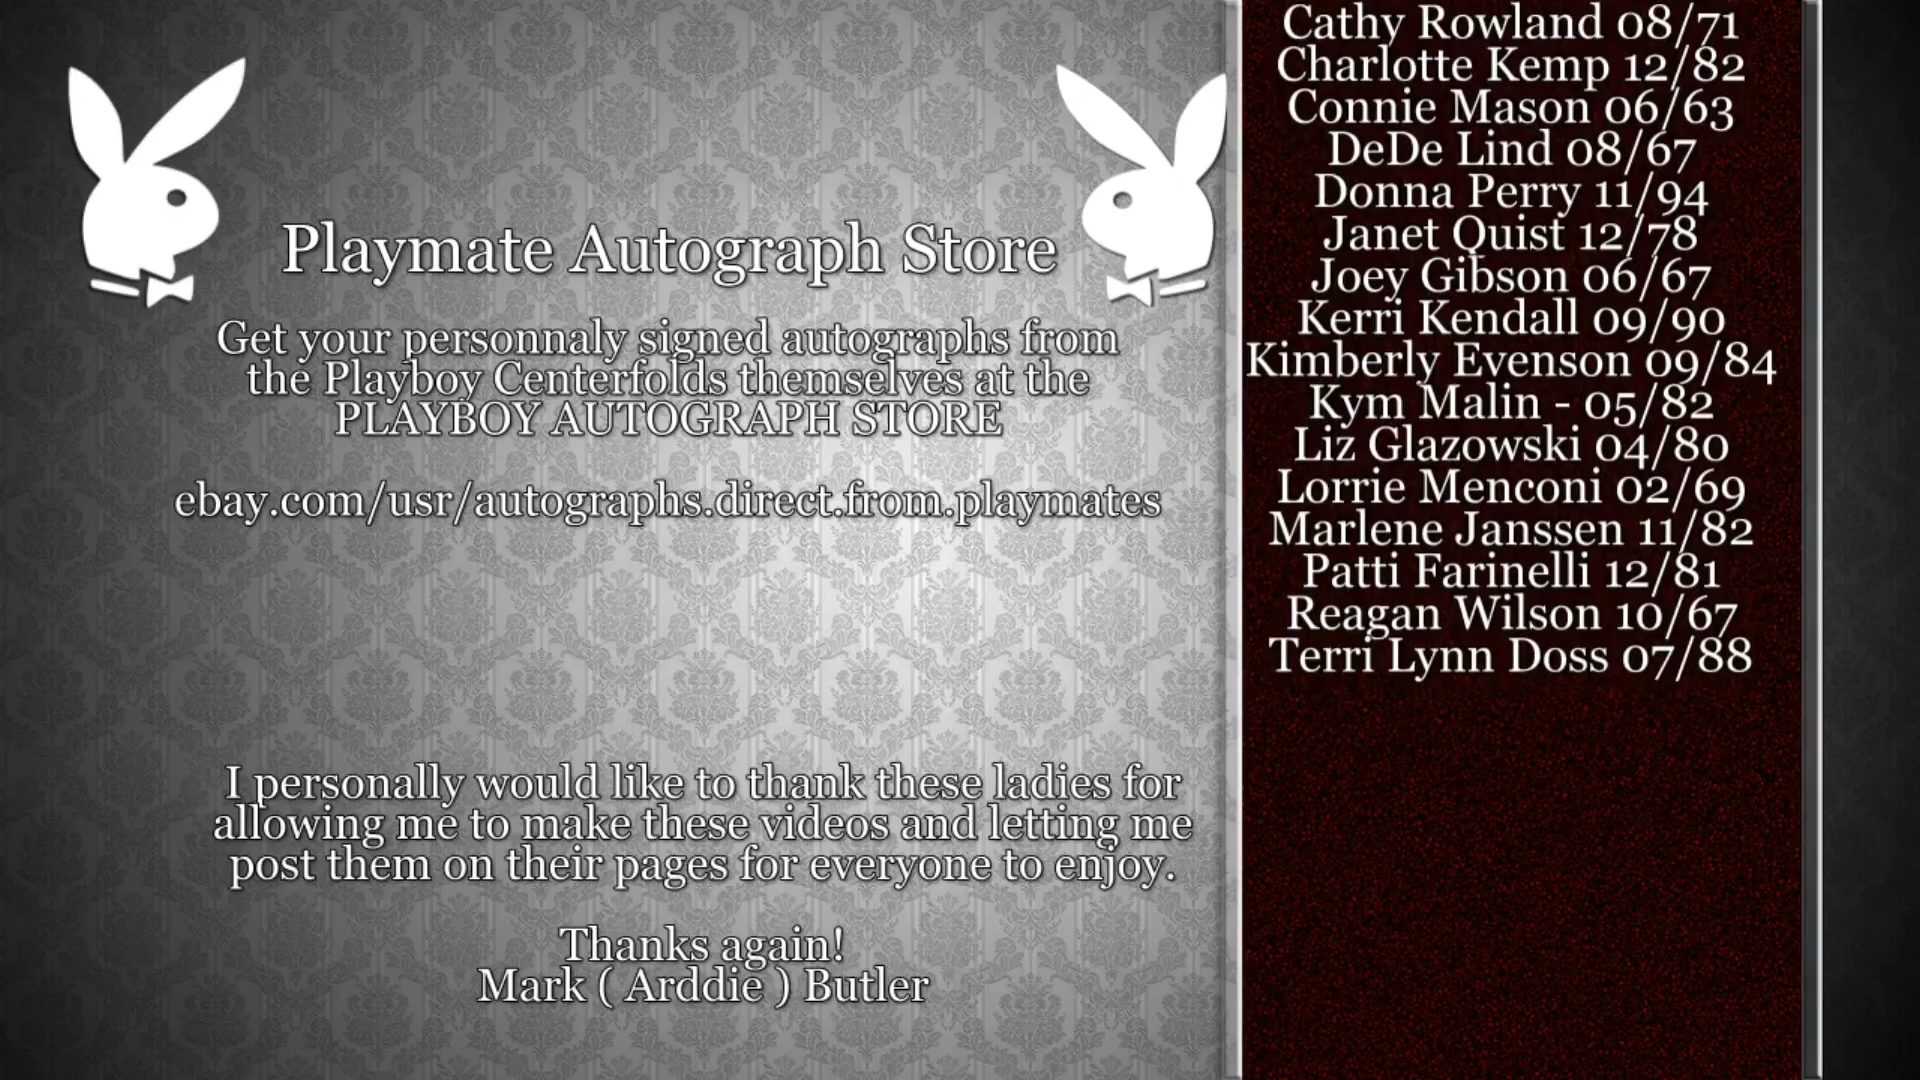 Playmate Autograph Store
Get your personnaly signed autographs from
the Playboy Centerfolds themselves at the
PLAYBOY AUTOGRAPH STORE
ebay.com/usr/autographs.direct.from.playmates
I personally would like to thank these ladies for
allowing me to make these videos and letting me
post them on their pages for everyone to enjoy.
Thanks again!
Mark ( Arddie ) Butler
Cathy Rowland 08/71
Charlotte Kemp 12/82
Connie Mason 06/63
DeDe Lind 08/67
Donna Perry 11/94
Janet Quist 12/78
Joey Gibson 06/67
Kerri Kendall 09/90
Kimberly Evenson 09/84
Kym Malin - 05/82
Liz Glazowski 04/80
Lorrie Menconi 02/69
Marlene Janssen 11/82
Patti Farinelli 12/81
Reagan Wilson 10/67
Terri Lynn Doss 07/88